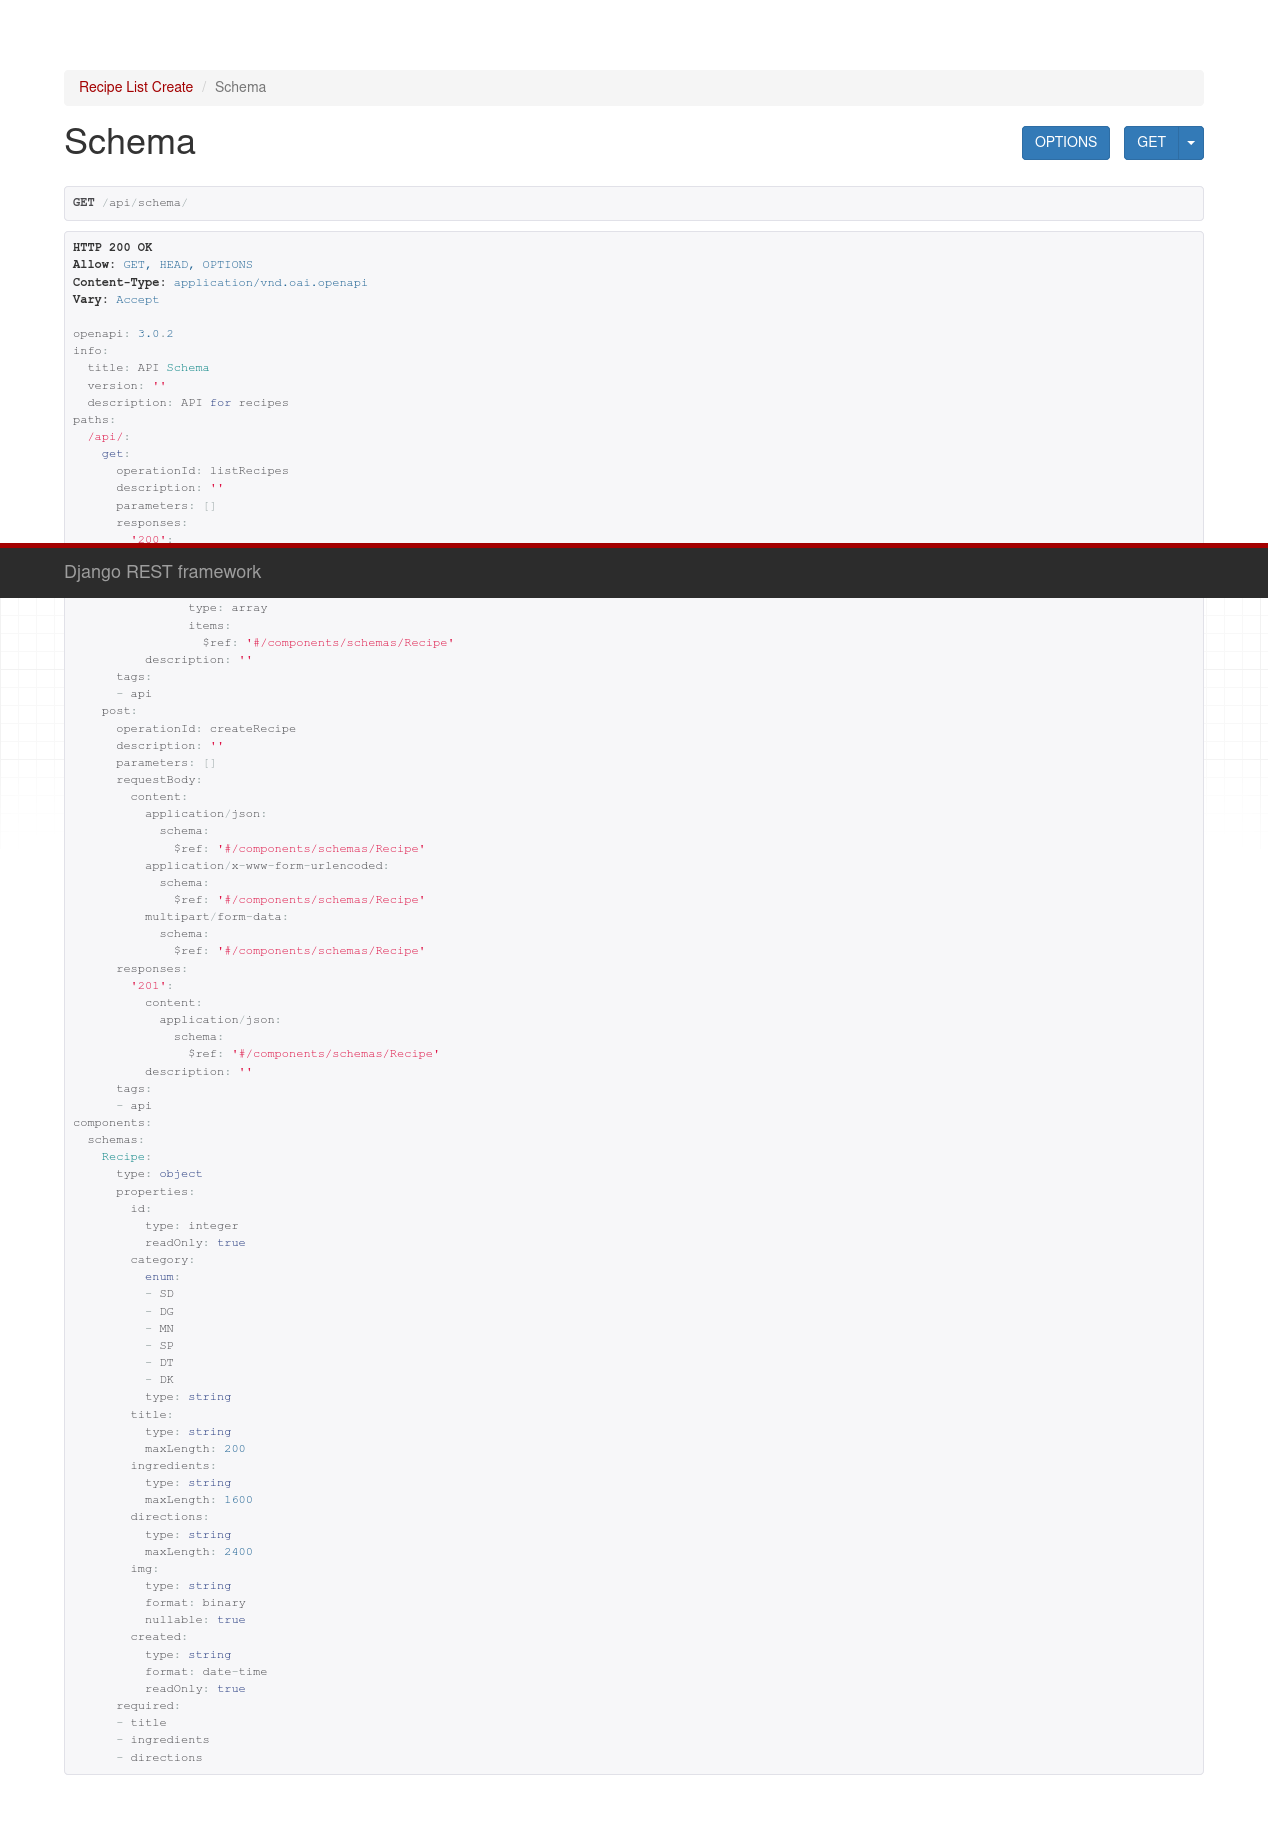 Recipe List Create / Schema
Schema
OPTIONS
GET
GET /api/schema/
HTTP 200 OK
Allow: GET, HEAD, OPTIONS
Content-Type: application/vnd.oai.openapi
Vary: Accept
openapi: 3.0.2
info:
  title: API Schema
  version: ''
  description: API for recipes
paths:
  /api/:
    get:
      operationId: listRecipes
      description: ''
      parameters: []
      responses:
        '200':
Django REST framework
                type: array
                items:
                  $ref: '#/components/schemas/Recipe'
          description: ''
      tags:
      - api
    post:
      operationId: createRecipe
      description: ''
      parameters: []
      requestBody:
        content:
          application/json:
            schema:
              $ref: '#/components/schemas/Recipe'
          application/x-www-form-urlencoded:
            schema:
              $ref: '#/components/schemas/Recipe'
          multipart/form-data:
            schema:
              $ref: '#/components/schemas/Recipe'
      responses:
        '201':
          content:
            application/json:
              schema:
                $ref: '#/components/schemas/Recipe'
          description: ''
      tags:
      - api
components:
  schemas:
    Recipe:
      type: object
      properties:
        id:
          type: integer
          readOnly: true
        category:
          enum:
          - SD
          - DG
          - MN
          - SP
          - DT
          - DK
          type: string
        title:
          type: string
          maxLength: 200
        ingredients:
          type: string
          maxLength: 1600
        directions:
          type: string
          maxLength: 2400
        img:
          type: string
          format: binary
          nullable: true
        created:
          type: string
          format: date-time
          readOnly: true
      required:
      - title
      - ingredients
      - directions